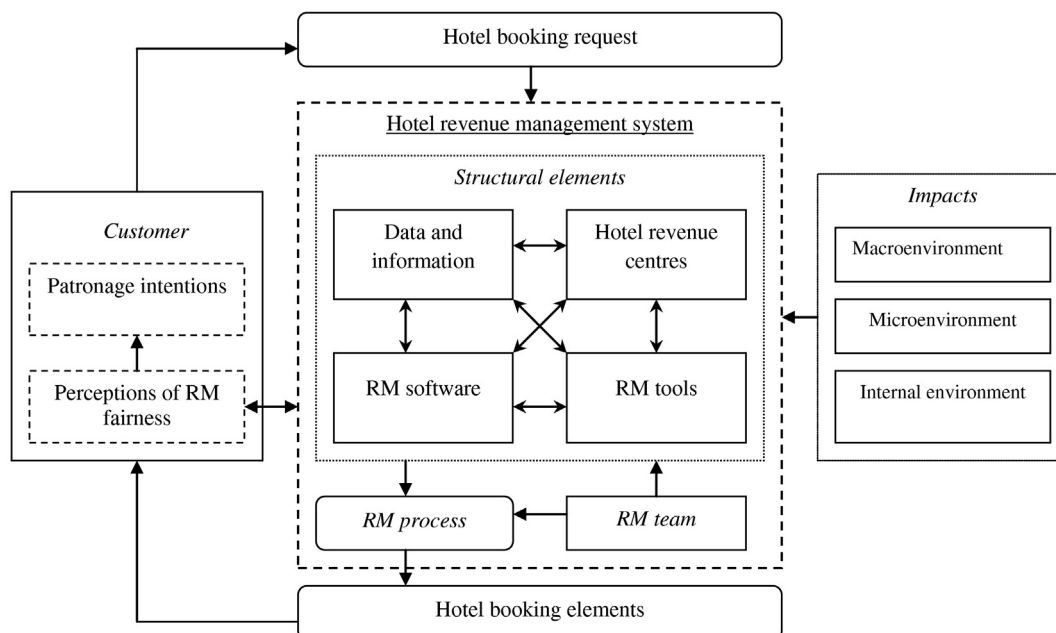 Hotel booking request
Hotel revenue management system
Structural elements
Data and
information
Hotel revenue
centres
RM software
RM tools
RM process
RM team
Hotel booking elements
Customer
Patronage intentions
Perceptions of RM
fairness
Impacts
Macroenvironment
Microenvironment
Internal environment